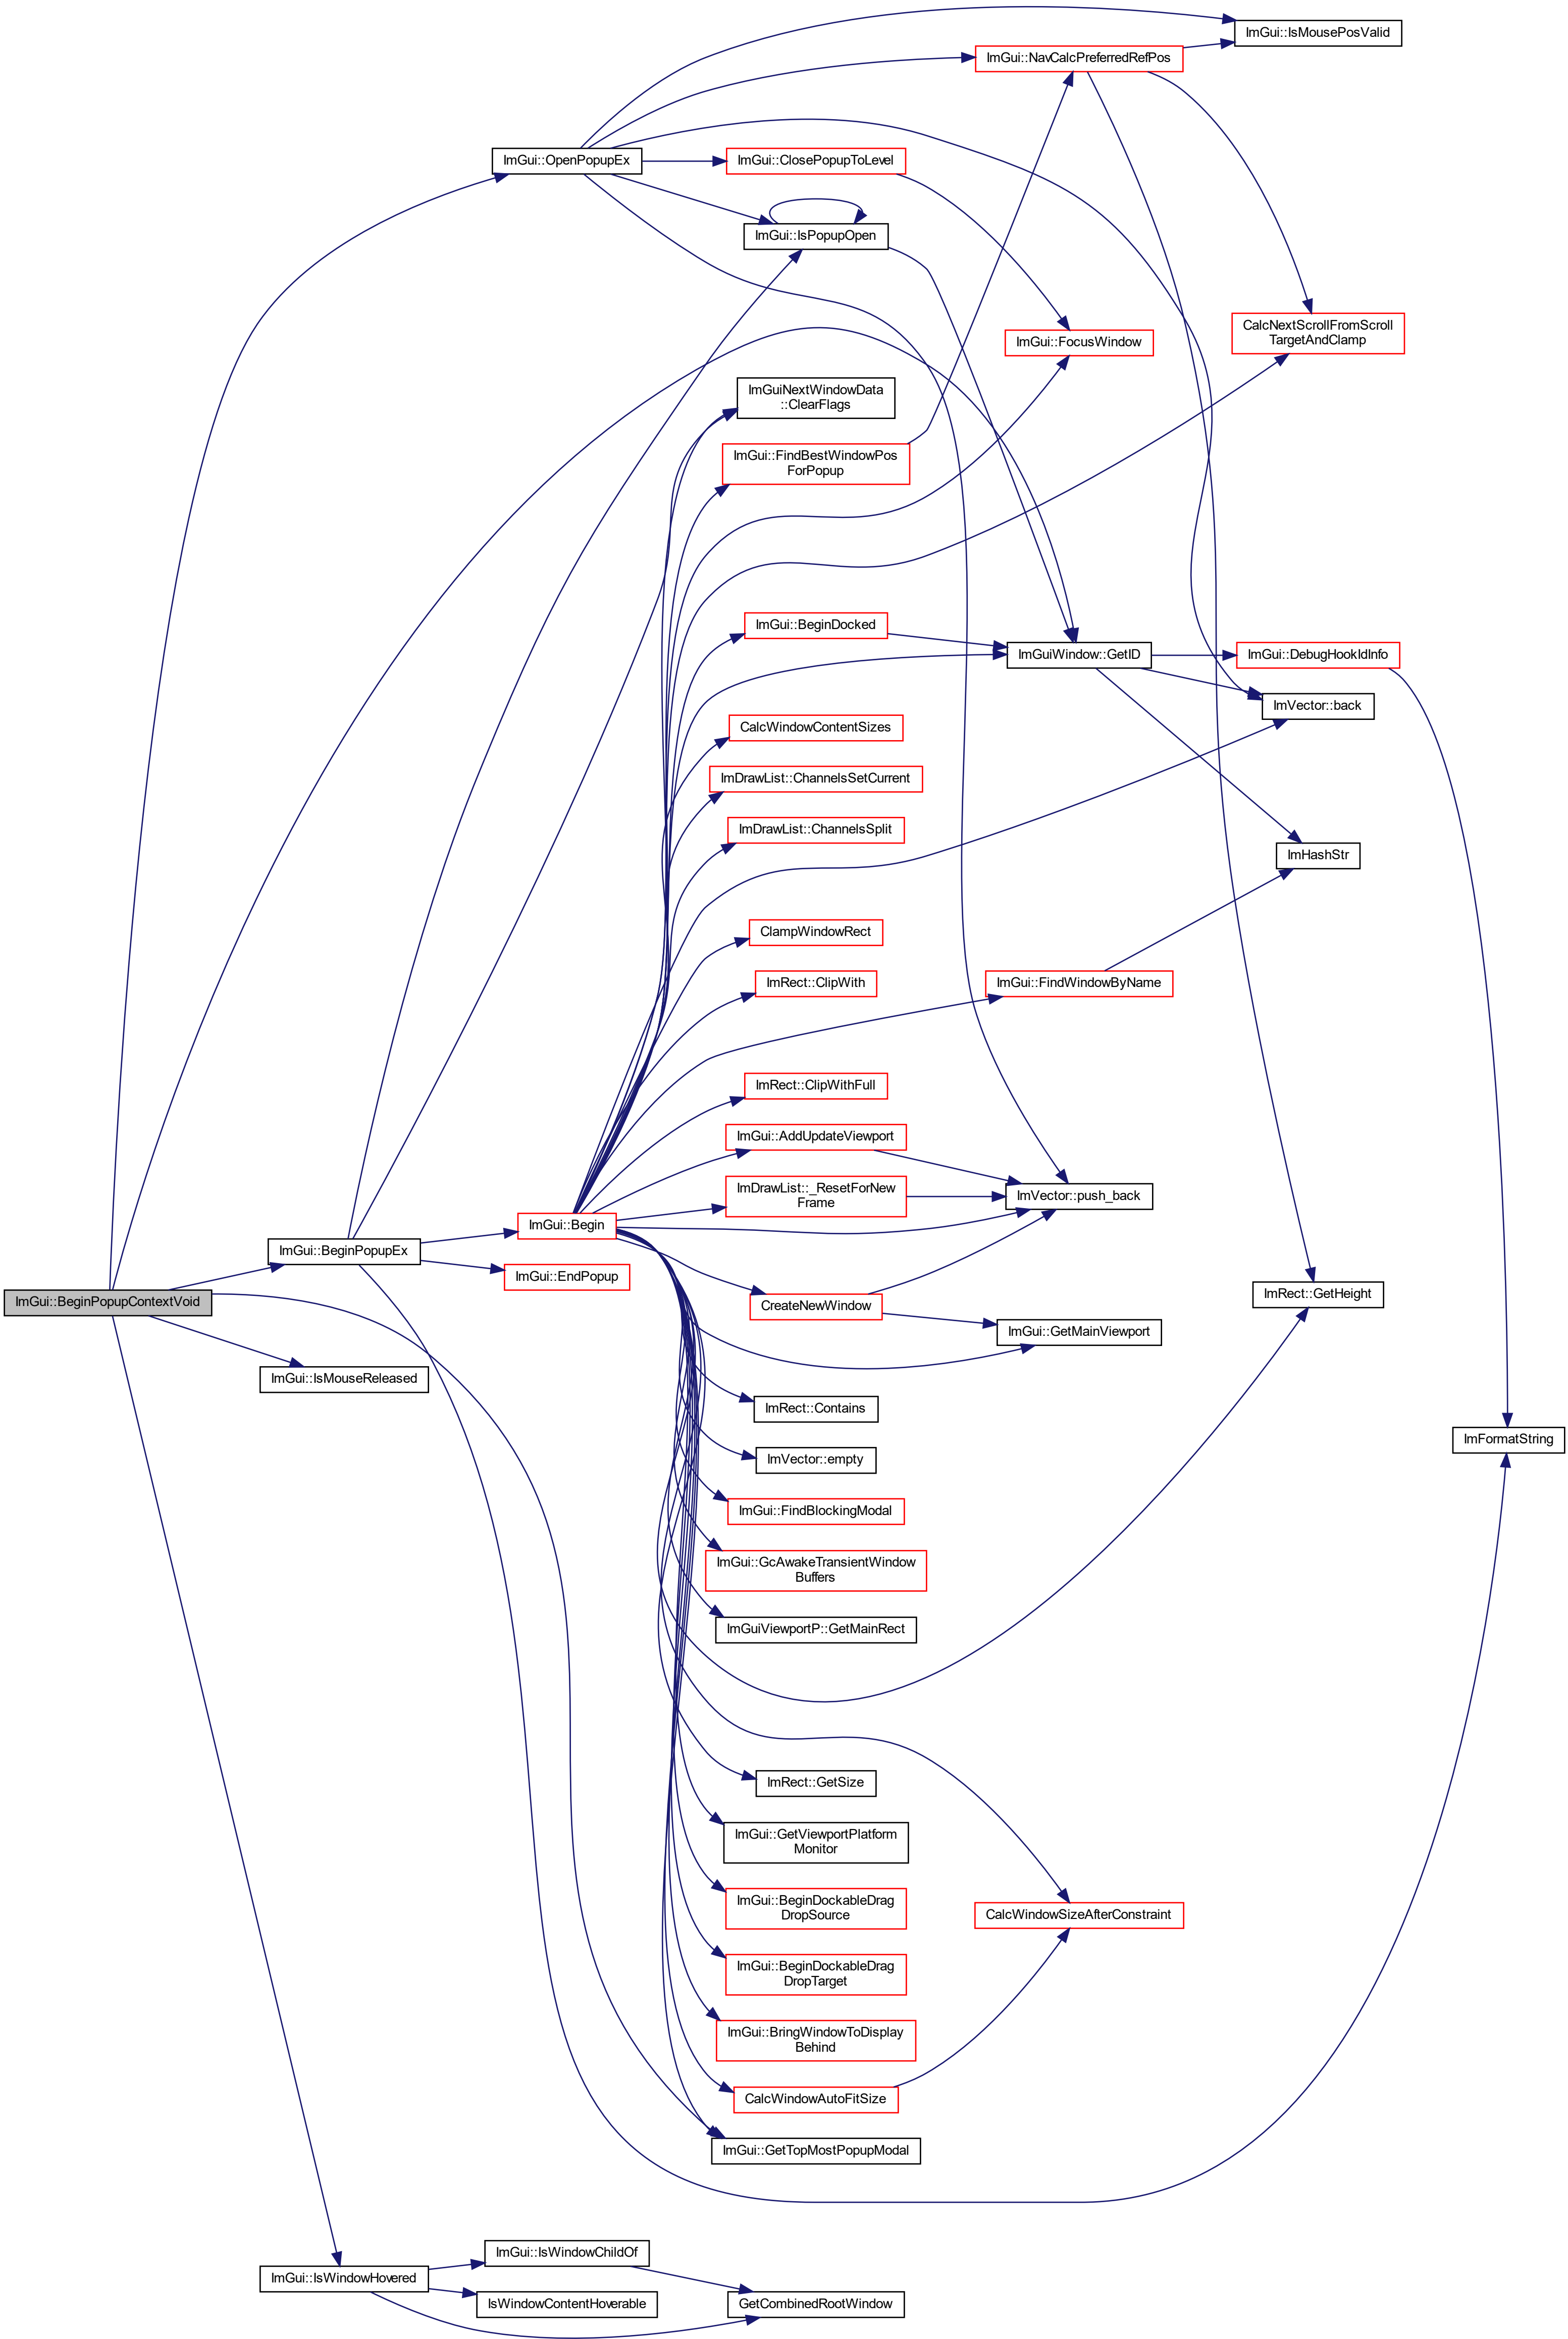 ImGui::IsMousePosValid
ImGui::NavCalcPreferredRefPos
ImGui::OpenPopupEx
ImGui::ClosePopupToLevel
ImGui::IsPopupOpen
CalcNextScrollFromScroll
TargetAndClamp
ImGui::FocusWindow
ImGuiNextWindowData
::ClearFlags
ImGui::FindBestWindowPos
ForPopup
ImGui::BeginDocked
ImGuiWindow::GetID
ImGui::DebugHookIdInfo
ImVector::back
CalcWindowContentSizes
ImDrawList::ChannelsSetCurrent
ImDrawList::ChannelsSplit
ImHashStr
ClampWindowRect
ImRect::ClipWith
ImGui::FindWindowByName
ImRect::ClipWithFull
ImGui::AddUpdateViewport
ImDrawList::_ResetForNew
Frame
ImVector::push_back
ImGui::Begin
ImGui::BeginPopupEx
ImGui::EndPopup
ImGui::BeginPopupContextVoid
CreateNewWindow
ImRect::GetHeight
ImGui::GetMainViewport
ImGui::IsMouseReleased
ImRect::Contains
ImFormatString
ImVector::empty
ImGui::FindBlockingModal
ImGui::GcAwakeTransientWindow
Buffers
ImGuiViewportP::GetMainRect
ImRect::GetSize
ImGui::GetViewportPlatform
Monitor
ImGui::BeginDockableDrag
DropSource
CalcWindowSizeAfterConstraint
ImGui::BeginDockableDrag
DropTarget
ImGui::BringWindowToDisplay
Behind
CalcWindowAutoFitSize
ImGui::GetTopMostPopupModal
ImGui::IsWindowChildOf
ImGui::IsWindowHovered
IsWindowContentHoverable
GetCombinedRootWindow